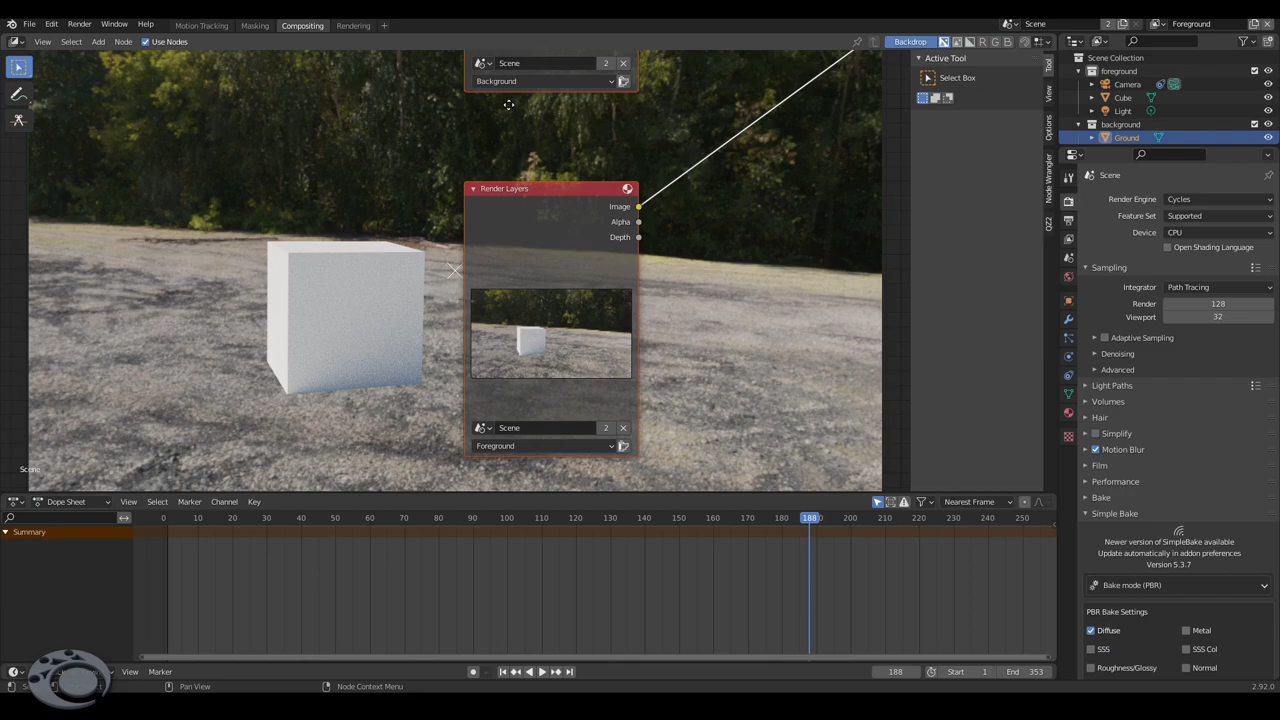 File Edit Render Window Help Motion Tracking Masking Compositing Rendering + Scene 2 Foreground
View Select Add Node Use Nodes Backdrop R G B
Scene 2
Background
Active Tool
Select Box
Tool
View
Options
Node Wrangler
QZ2
Render Layers
Image
Alpha
Depth
Scene 2
Foreground
Scene
Scene Collection
foreground
Camera
Cube
Light
background
Ground
Scene
Render Engine Cycles
Feature Set Supported
Device CPU
Open Shading Language
Sampling
Integrator Path Tracing
Render 128
Viewport 32
Adaptive Sampling
Denoising
Advanced
Light Paths
Volumes
Hair
Simplify
Motion Blur
Film
Performance
Bake
Simple Bake
Newer version of SimpleBake available
Update automatically in addon preferences
Version 5.3.7
Bake mode (PBR)
PBR Bake Settings
Diffuse Metal
SSS SSS Col
Roughness/Glossy Normal
Dope Sheet View Select Marker Channel Key Nearest Frame
0 10 20 30 40 50 60 70 80 90 100 110 120 130 140 150 160 170 180 188 200 210 220 230 240 250
Summary
View Marker 188 Start 1 End 353
Pan View Node Context Menu 2.92.0